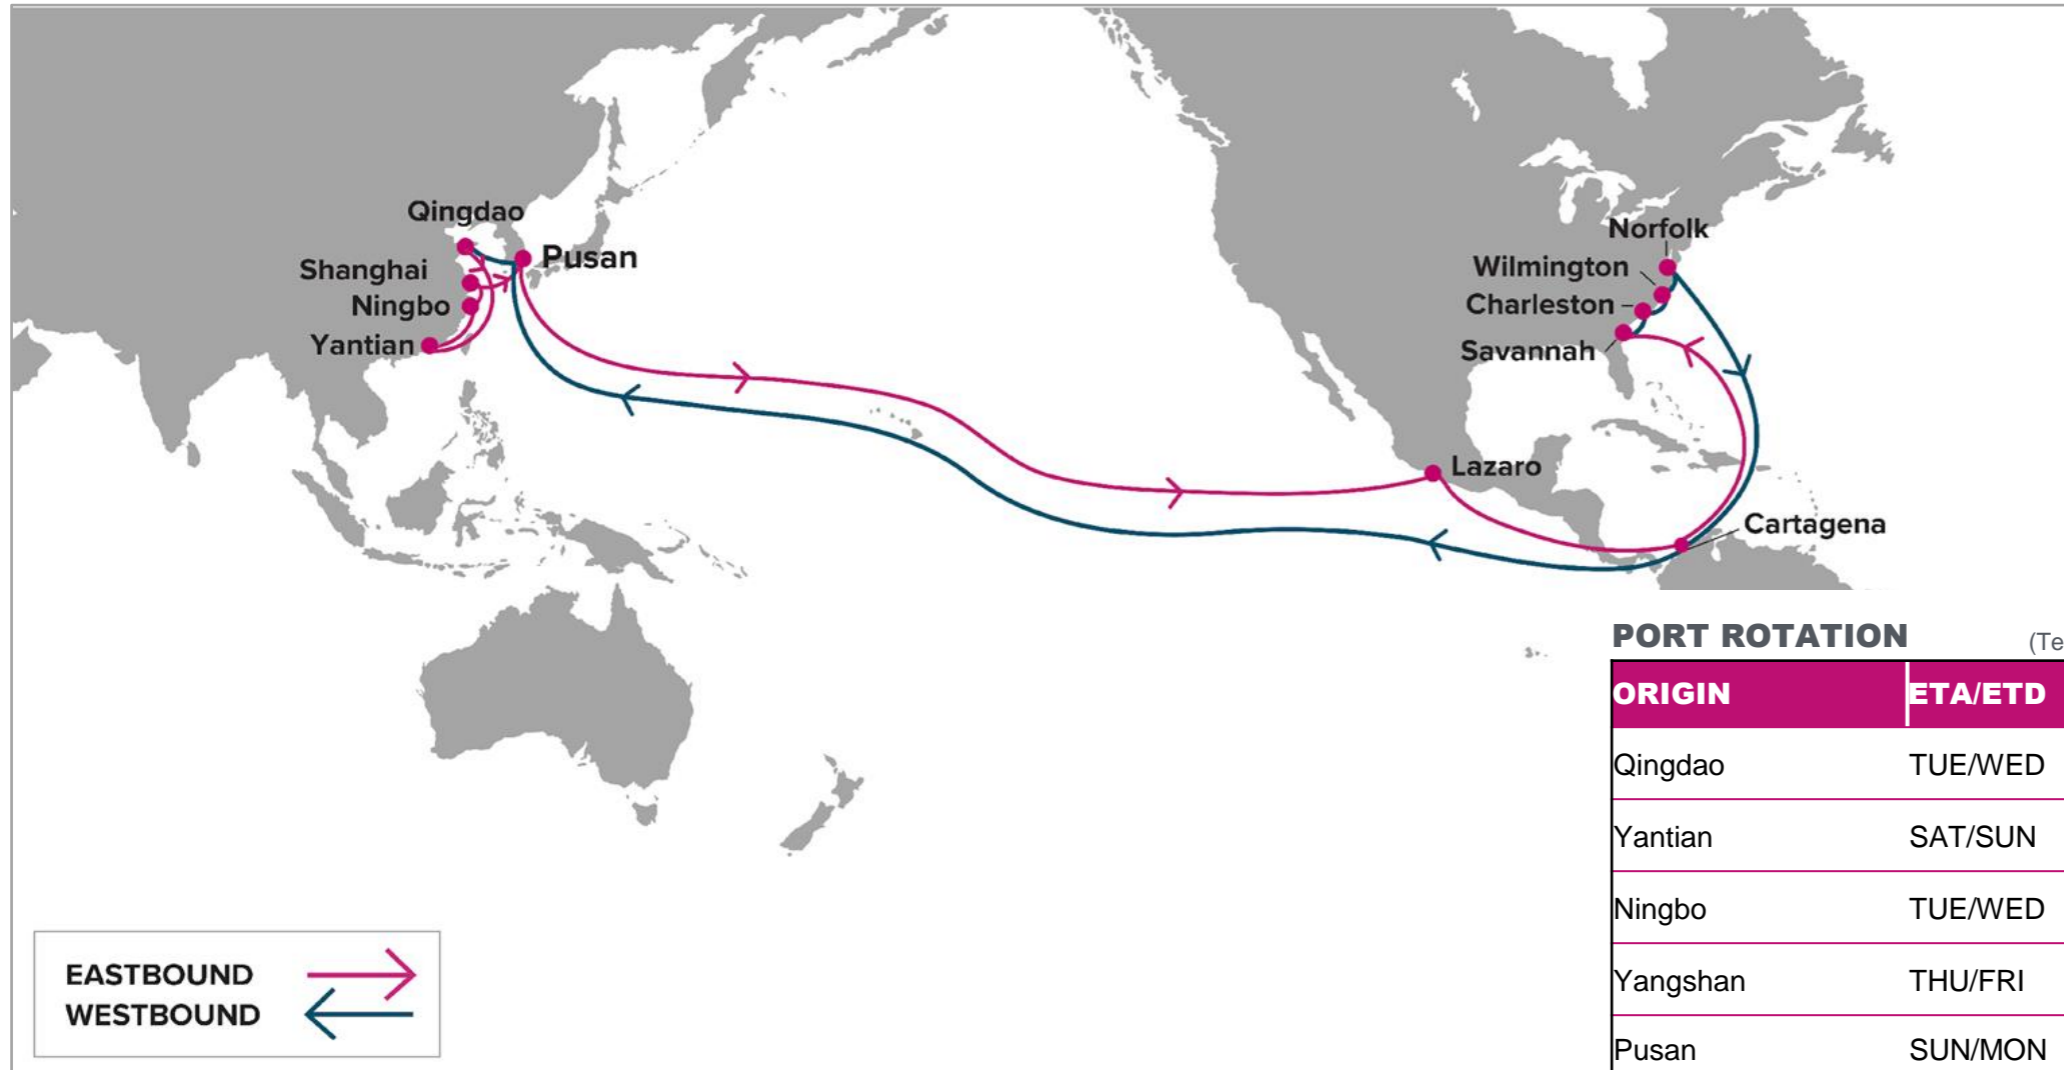 Qingdao
Pusan
Shanghai
Ningbo
Yantian
Norfolk
Wilmington
Charleston
Savannah
Lazaro
Cartagena
PORT ROTATION (Te
ORIGIN ETA/ETD
Qingdao TUE/WED
Yantian SAT/SUN
Ningbo TUE/WED
Yangshan THU/FRI
Pusan SUN/MON
EASTBOUND
WESTBOUND